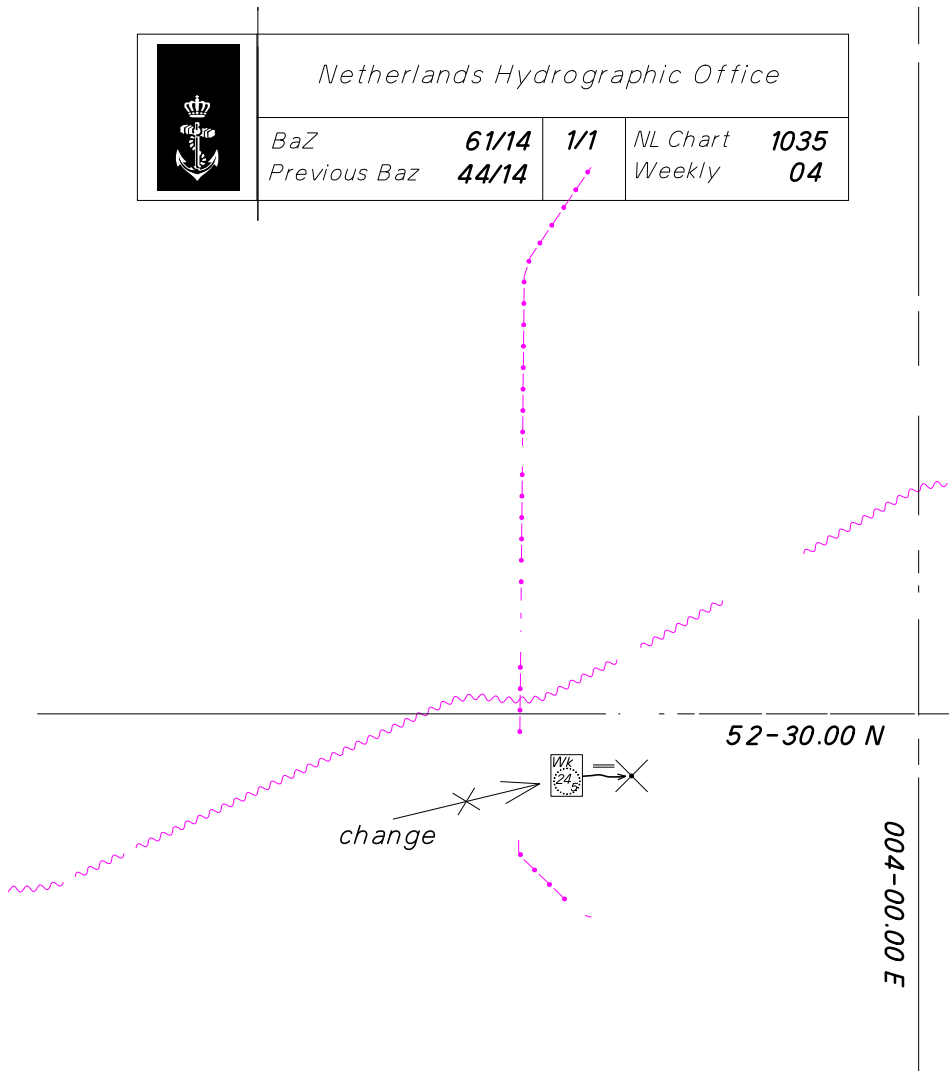 Netherlands Hydrographic Office
BaZ 61/14 1/1 NL Chart 1035
Previous Baz 44/14 Weekly 04
52-30.00 N
Wk
24 5
change
004-00.00 E